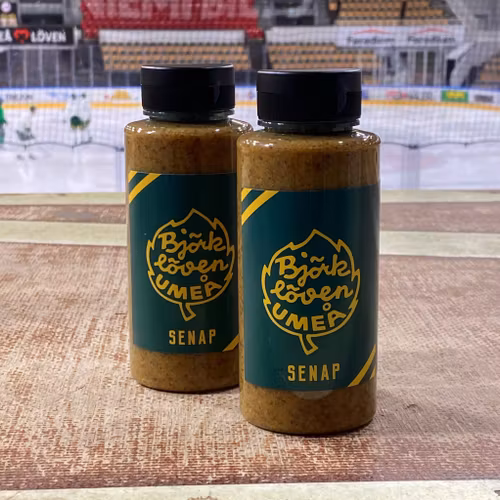 LÖVEN
Björk
löven
UMEÅ
SENAP
Björk
löven
UMEÅ
SENAP